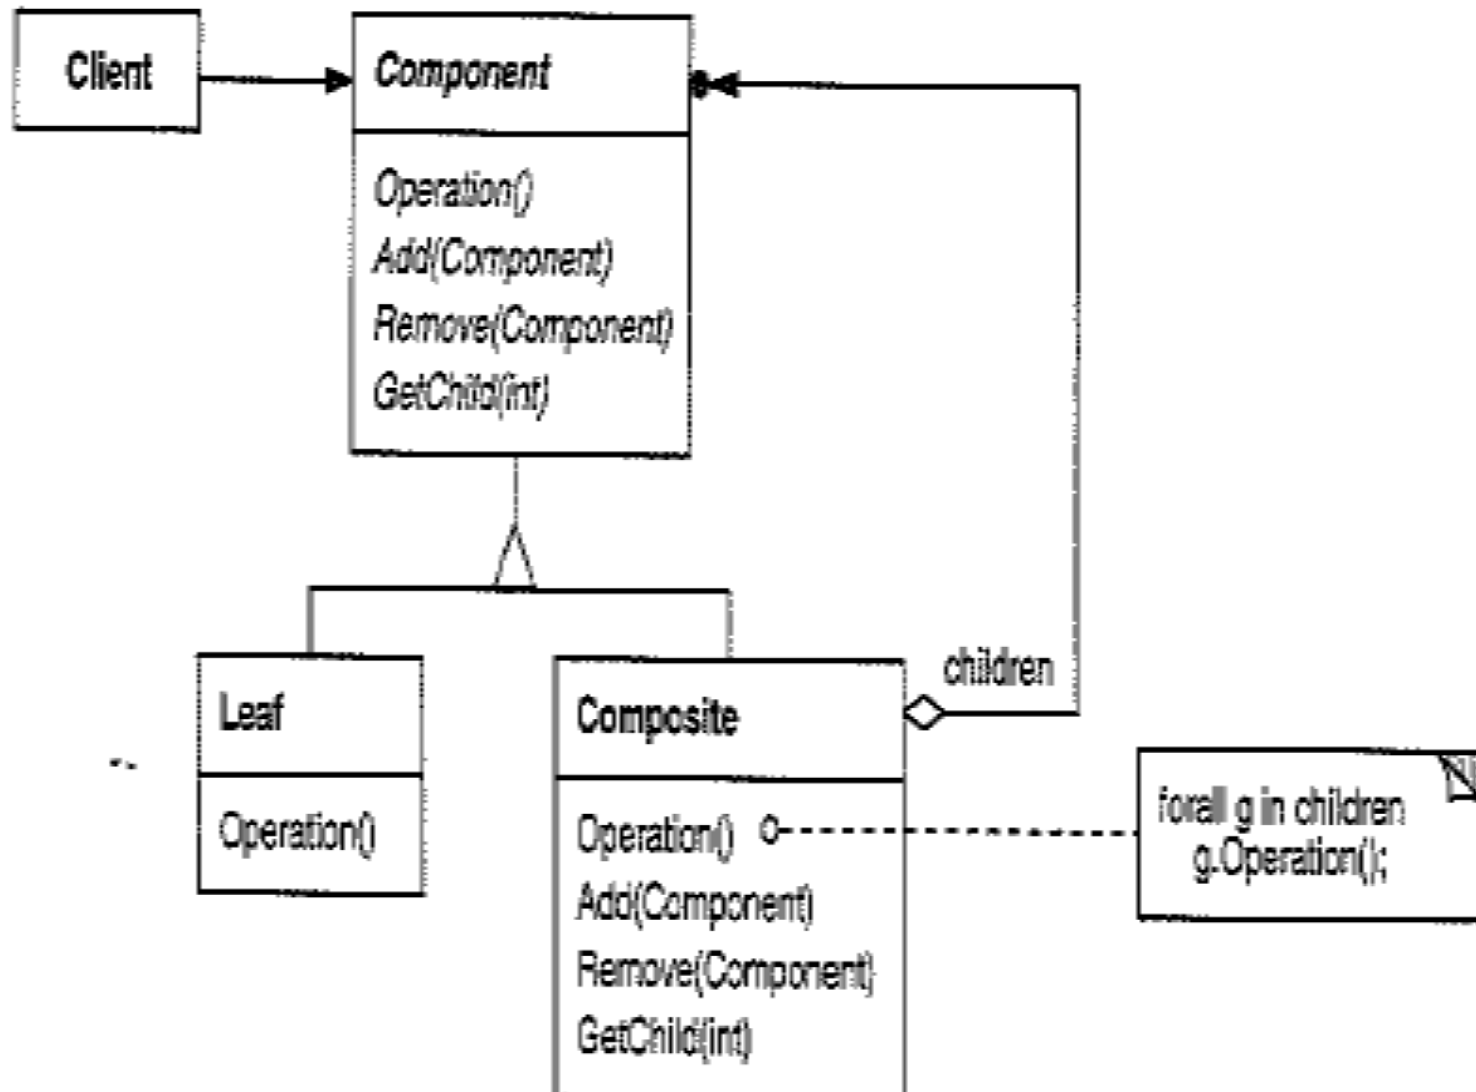 Client
Component
Operation()
Add(Component)
Remove(Component)
GetChild(int)
Leaf
Operation()
Composite
Operation()
Add(Component)
Remove(Component)
GetChild(int)
children
forall g in children
g.Operation();